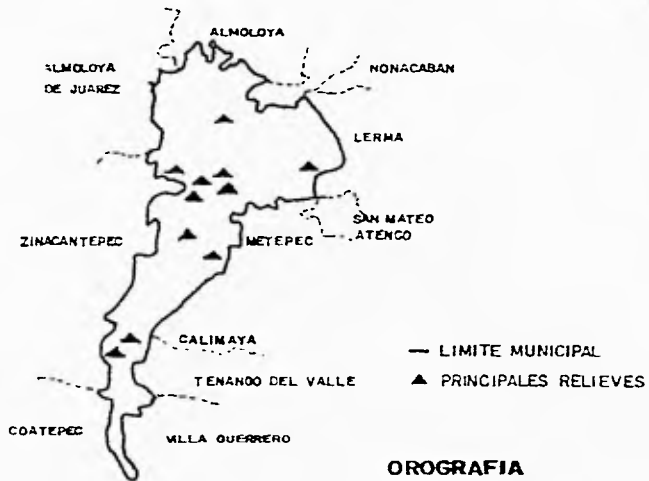 ALMOLOYA
ALMOLOYA
DE JUAREZ
NONACABAN
LERMA
SAN MATEO
ATENCO
ZINACANTEPEC
METEPEC
CALIMAYA
TENANGO DEL VALLE
COATEPEC
VILLA GUERRERO
LIMITE MUNICIPAL
PRINCIPALES RELIEVES
OROGRAFIA